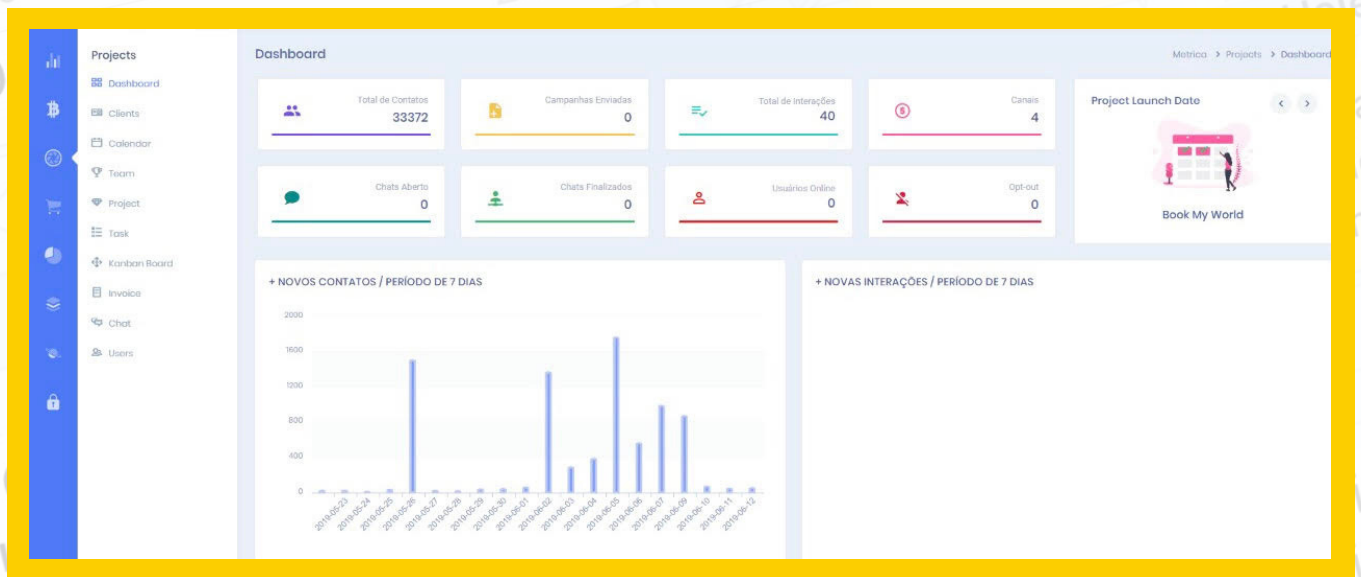 Projects
Dashboard
Clients
Calendar
Team
Project
Task
Kanban Board
Invoice
Chat
Users
Dashboard
Metrica > Projects > Dashboard
Total de Contatos
33372
Campanhas Enviadas
0
Total de Interações
40
Canais
4
Chats Aberto
0
Chats Finalizados
0
Usuários Online
0
Opt-out
0
Project Launch Date
Book My World
+ NOVOS CONTATOS / PERÍODO DE 7 DIAS
2000
1600
1200
800
400
0
2019-05-23
2019-05-24
2019-05-25
2019-05-26
2019-05-27
2019-05-28
2019-05-29
2019-05-30
2019-06-01
2019-06-02
2019-06-03
2019-06-04
2019-06-05
2019-06-06
2019-06-07
2019-06-09
2019-06-10
2019-06-11
2019-06-12
+ NOVAS INTERAÇÕES / PERÍODO DE 7 DIAS